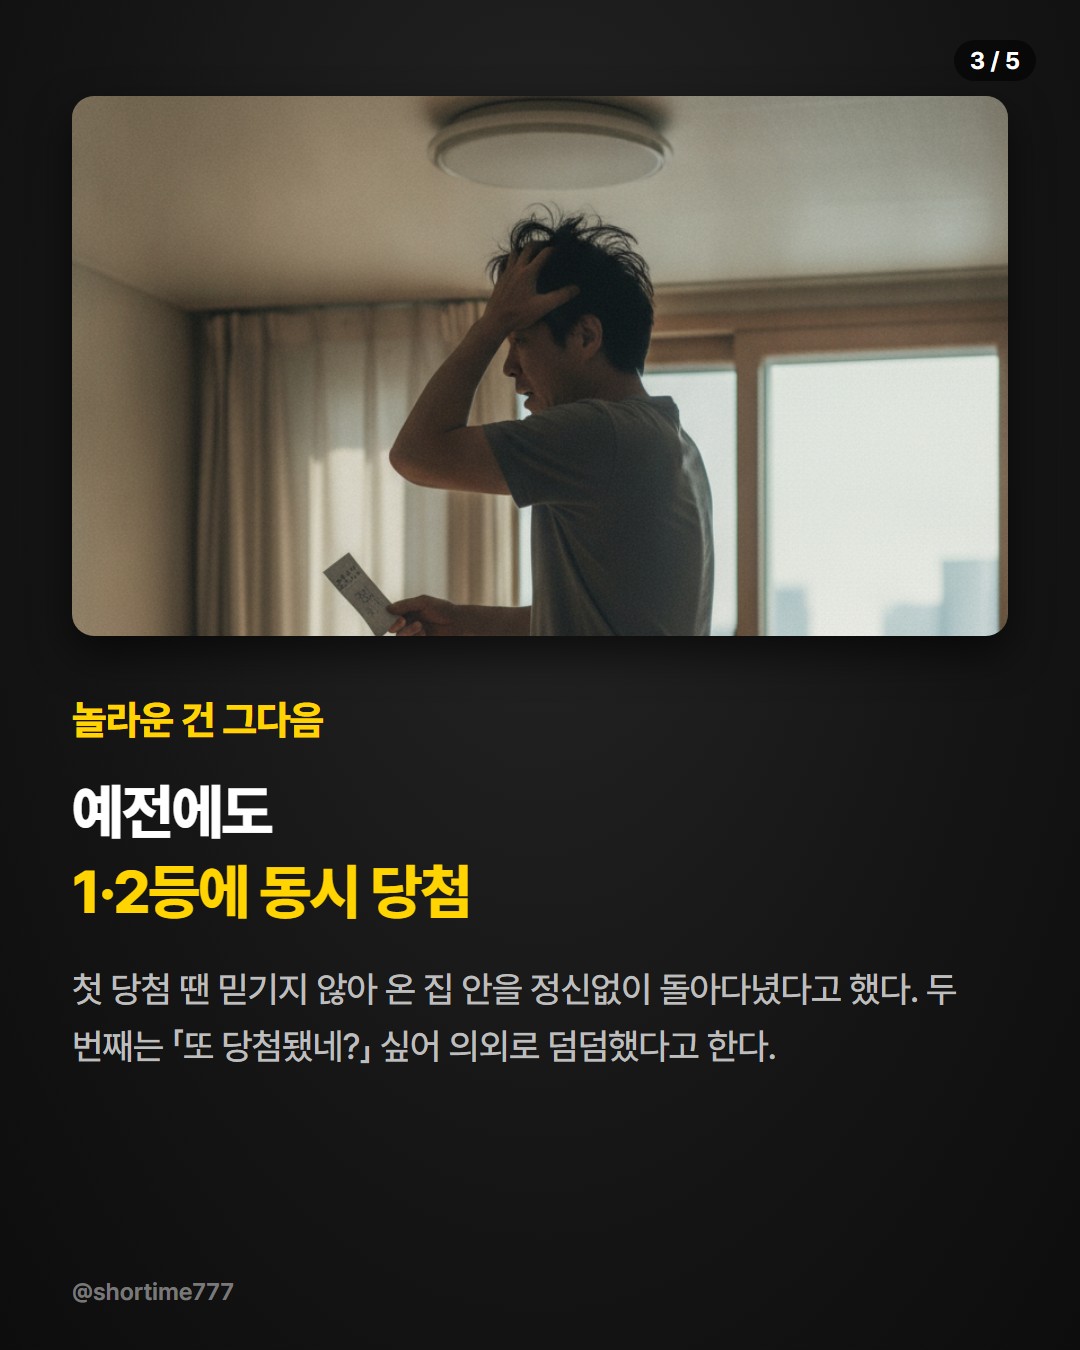 3 / 5
놀라운 건 그다음
예전에도
1·2등에 동시 당첨
첫 당첨 땐 믿기지 않아 온 집 안을 정신없이 돌아다녔다고 했다. 두
번째는 「또 당첨됐네?」 싶어 의외로 덤덤했다고 한다.
@shortime777